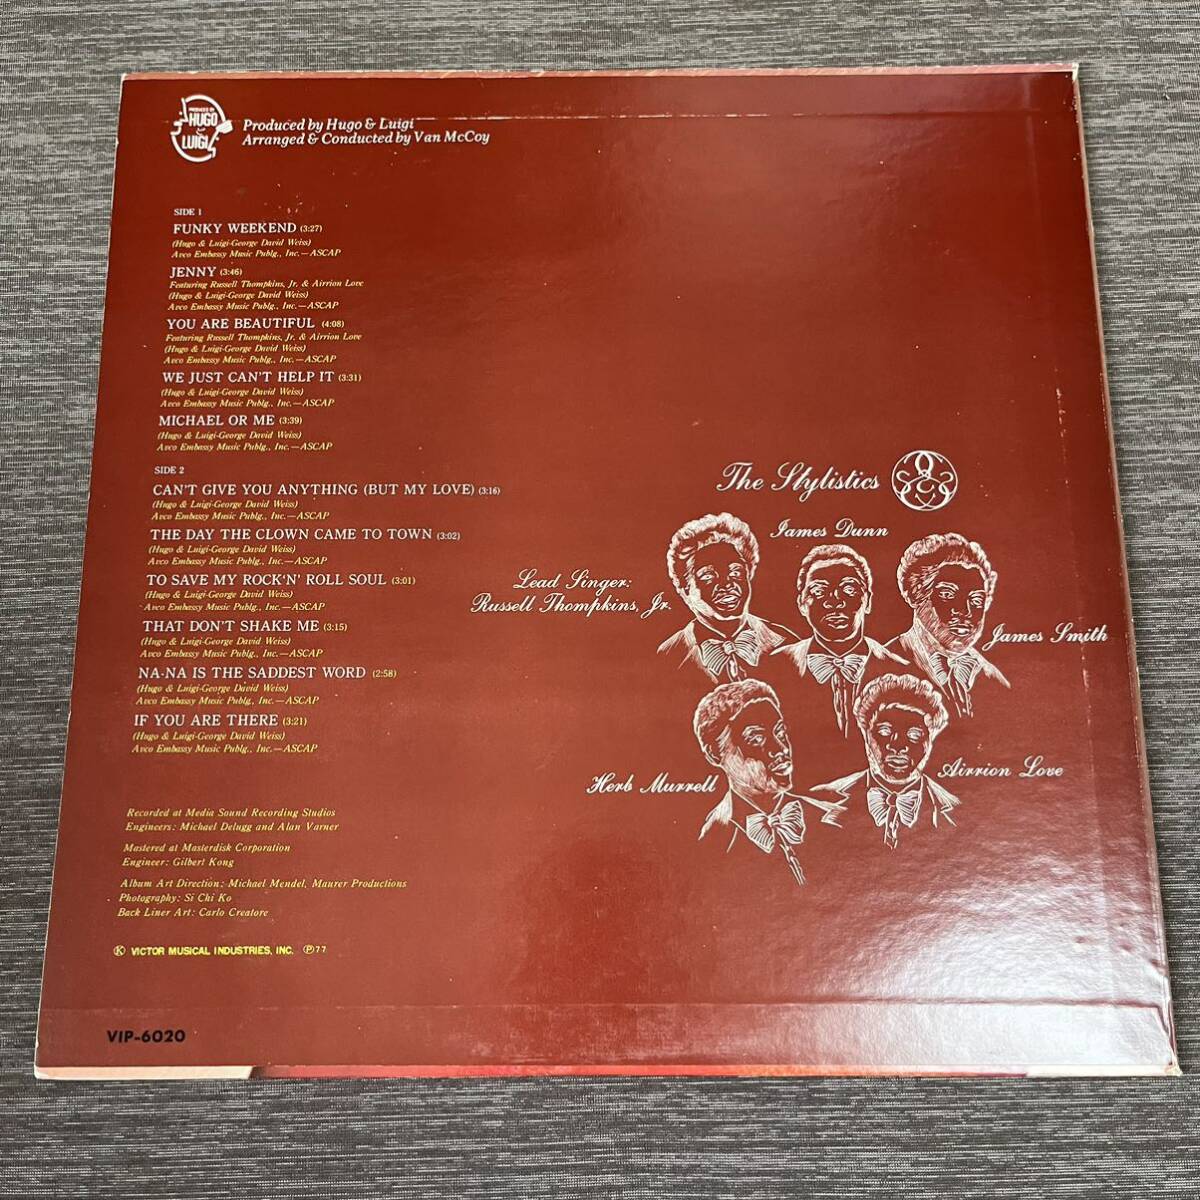 PRODUCED BY
HUGO
&
LUIGI
Produced by Hugo & Luigi
Arranged & Conducted by Van McCoy
SIDE 1
FUNKY WEEKEND (3:27)
(Hugo & Luigi-George David Weiss)
Avco Embassy Music Publg., Inc.—ASCAP
JENNY (3:46)
Featuring Russell Thompkins, Jr. & Airrion Love
(Hugo & Luigi-George David Weiss)
Avco Embassy Music Publg., Inc.—ASCAP
YOU ARE BEAUTIFUL (4:08)
Featuring Russell Thompkins, Jr. & Airrion Love
(Hugo & Luigi-George David Weiss)
Avco Embassy Music Publg., Inc.—ASCAP
WE JUST CAN'T HELP IT (3:31)
(Hugo & Luigi-George David Weiss)
Avco Embassy Music Publg., Inc.—ASCAP
MICHAEL OR ME (3:39)
(Hugo & Luigi-George David Weiss)
Avco Embassy Music Publg., Inc.—ASCAP
SIDE 2
CAN'T GIVE YOU ANYTHING (BUT MY LOVE) (3:16)
(Hugo & Luigi-George David Weiss)
Avco Embassy Music Publg., Inc.—ASCAP
THE DAY THE CLOWN CAME TO TOWN (3:02)
(Hugo & Luigi-George David Weiss)
Avco Embassy Music Publg., Inc.—ASCAP
TO SAVE MY ROCK'N' ROLL SOUL (3:01)
(Hugo & Luigi-George David Weiss)
Avco Embassy Music Publg., Inc.—ASCAP
THAT DON'T SHAKE ME (3:15)
(Hugo & Luigi-George David Weiss)
Avco Embassy Music Publg., Inc.—ASCAP
NA-NA IS THE SADDEST WORD (2:58)
(Hugo & Luigi-George David Weiss)
Avco Embassy Music Publg., Inc.—ASCAP
IF YOU ARE THERE (3:21)
(Hugo & Luigi-George David Weiss)
Avco Embassy Music Publg., Inc.—ASCAP
The Stylistics
James Dunn
Lead Singer:
Russell Thompkins, Jr.
James Smith
Herb Murrell
Airrion Love
Recorded at Media Sound Recording Studios
Engineers: Michael Delugg and Alan Varner
Mastered at Masterdisk Corporation
Engineer: Gilbert Kong
Album Art Direction: Michael Mendel, Maurer Productions
Photography: Si Chi Ko
Back Liner Art: Carlo Creatore
Ⓚ VICTOR MUSICAL INDUSTRIES, INC. ℗77
VIP-6020